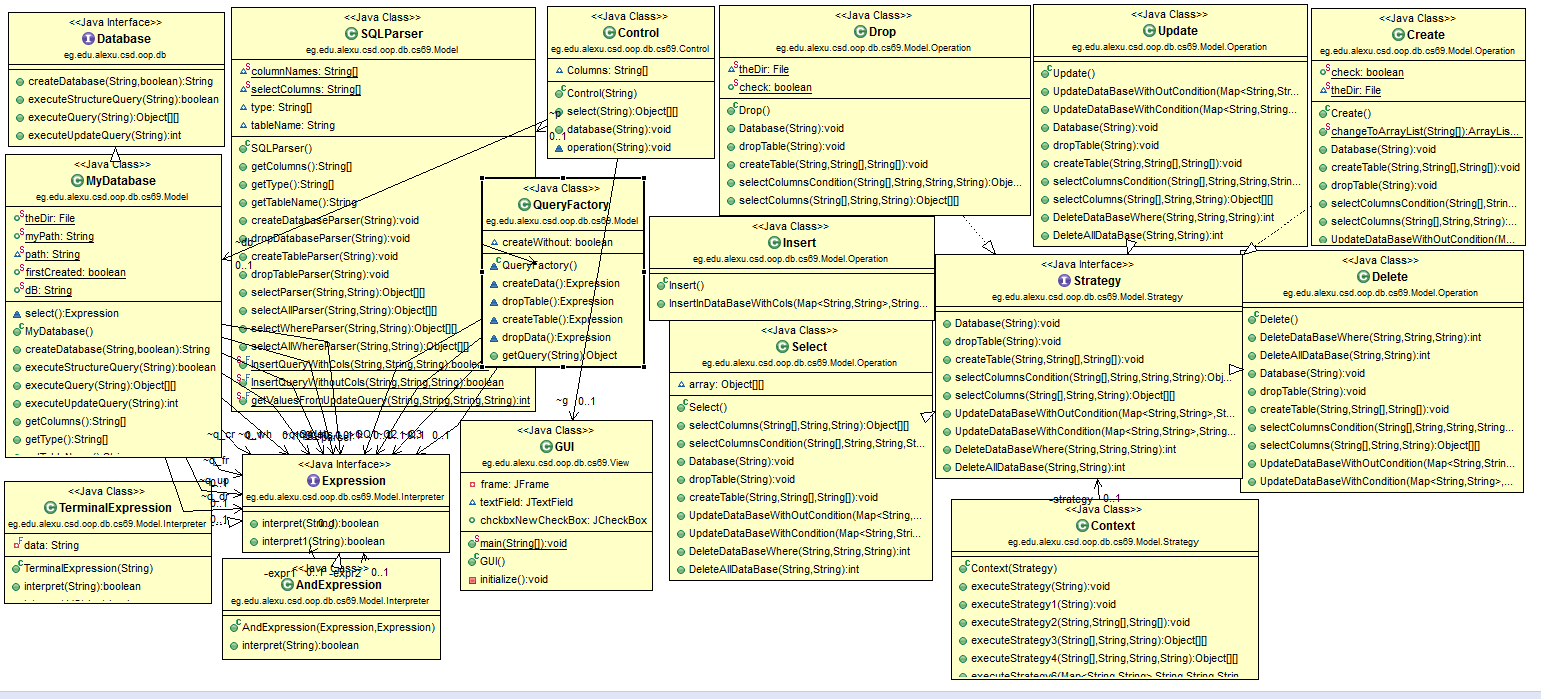 <<Java Interface>>
Database
eg.edu.alexu.csd.oop.db
createDatabase(String,boolean):String
executeStructureQuery(String):boolean
executeQuery(String):Object[][]
executeUpdateQuery(String):int
<<Java Class>>
MyDatabase
eg.edu.alexu.csd.oop.db.cs69.Model
theDir: File
myPath: String
path: String
firstCreated: boolean
dB: String
select():Expression
MyDatabase()
createDatabase(String,boolean):String
executeStructureQuery(String):boolean
executeQuery(String):Object[][]
executeUpdateQuery(String):int
getColumns():String[]
getType():String[]
<<Java Class>>
TerminalExpression
eg.edu.alexu.csd.oop.db.cs69.Model.Interpreter
data: String
TerminalExpression(String)
interpret(String):boolean
<<Java Class>>
SQLParser
eg.edu.alexu.csd.oop.db.cs69.Model
columnNames: String[]
selectColumns: String[]
type: String[]
tableName: String
SQLParser()
getColumns():String[]
getType():String[]
getTableName():String
createDatabaseParser(String):void
dropDatabaseParser(String):void
createTableParser(String):void
dropTableParser(String):void
selectParser(String,String):Object[][]
selectAllParser(String,String):Object[][]
selectWhereParser(String,String):Object[][]
selectAllWhereParser(String,String):Object[][]
InsertQueryWithCols(String,String,String):boolean
InsertQueryWithoutCols(String,String,String):boolean
getValuesFromUpdateQuery(String,String,String,String):int
~db
0..1
~q_cr
~q_wh
~q_fr
~q_up
~q_dr
0..1
0..1
<<Java Interface>>
Expression
eg.edu.alexu.csd.oop.db.cs69.Model.Interpreter
interpret(String):boolean
interpret1(String):boolean
-expr1
0..1
-expr2
0..1
<<Java Class>>
AndExpression
eg.edu.alexu.csd.oop.db.cs69.Model.Interpreter
AndExpression(Expression,Expression)
interpret(String):boolean
<<Java Class>>
Control
eg.edu.alexu.csd.oop.db.cs69.Control
Columns: String[]
Control(String)
select(String):Object[][]
database(String):void
operation(String):void
~p
0..1
<<Java Class>>
QueryFactory
eg.edu.alexu.csd.oop.db.cs69.Model
createWithout: boolean
QueryFactory()
createData():Expression
dropTable():Expression
createTable():Expression
dropData():Expression
getQuery(String):Object
~g
0..1
<<Java Class>>
GUI
eg.edu.alexu.csd.oop.db.cs69.View
frame: JFrame
textField: JTextField
chckbxNewCheckBox: JCheckBox
main(String[]):void
GUI()
initialize():void
<<Java Class>>
Drop
eg.edu.alexu.csd.oop.db.cs69.Model.Operation
theDir: File
check: boolean
Drop()
Database(String):void
dropTable(String):void
createTable(String,String[],String[]):void
selectColumnsCondition(String[],String,String,String):Obje...
selectColumns(String[],String,String):Object[][]
<<Java Class>>
Insert
eg.edu.alexu.csd.oop.db.cs69.Model.Operation
Insert()
InsertInDataBaseWithCols(Map<String,String>,String...
<<Java Class>>
Select
eg.edu.alexu.csd.oop.db.cs69.Model.Operation
array: Object[][]
Select()
selectColumns(String[],String,String):Object[][]
selectColumnsCondition(String[],String,String,St...
Database(String):void
dropTable(String):void
createTable(String,String[],String[]):void
UpdateDataBaseWithOutCondition(Map<String,...
UpdateDataBaseWithCondition(Map<String,Stri...
DeleteDataBaseWhere(String,String,String):int
DeleteAllDataBase(String,String):int
<<Java Class>>
Update
eg.edu.alexu.csd.oop.db.cs69.Model.Operation
Update()
UpdateDataBaseWithOutCondition(Map<String,Str...
UpdateDataBaseWithCondition(Map<String,String>...
Database(String):void
dropTable(String):void
createTable(String,String[],String[]):void
selectColumnsCondition(String[],String,String,Strin...
selectColumns(String[],String,String):Object[][]
DeleteDataBaseWhere(String,String,String):int
DeleteAllDataBase(String,String):int
<<Java Class>>
Create
eg.edu.alexu.csd.oop.db.cs69.Model.Operation
check: boolean
theDir: File
Create()
changeToArrayList(String[]):ArrayLis...
Database(String):void
createTable(String,String[],String[]):void
dropTable(String):void
selectColumnsCondition(String[],Strin...
selectColumns(String[],String,String):...
UpdateDataBaseWithOutCondition(M...
<<Java Interface>>
Strategy
eg.edu.alexu.csd.oop.db.cs69.Model.Strategy
Database(String):void
dropTable(String):void
createTable(String,String[],String[]):void
selectColumnsCondition(String[],String,String,String):Obj...
selectColumns(String[],String,String):Object[][]
UpdateDataBaseWithOutCondition(Map<String,String>,St...
UpdateDataBaseWithCondition(Map<String,String>,String...
DeleteDataBaseWhere(String,String,String):int
DeleteAllDataBase(String,String):int
<<Java Class>>
Delete
eg.edu.alexu.csd.oop.db.cs69.Model.Operation
Delete()
DeleteDataBaseWhere(String,String,String):int
DeleteAllDataBase(String,String):int
Database(String):void
dropTable(String):void
createTable(String,String[],String[]):void
selectColumnsCondition(String[],String,String,String...
selectColumns(String[],String,String):Object[][]
UpdateDataBaseWithOutCondition(Map<String,Stri...
UpdateDataBaseWithCondition(Map<String,String>,...
-strategy
0..1
<<Java Class>>
Context
eg.edu.alexu.csd.oop.db.cs69.Model.Strategy
Context(Strategy)
executeStrategy(String):void
executeStrategy1(String):void
executeStrategy2(String,String[],String[]):void
executeStrategy3(String[],String,String):Object[][]
executeStrategy4(String[],String,String,String):Object[][]
executeStrategy6(Map<String,String>,String,String,Strin